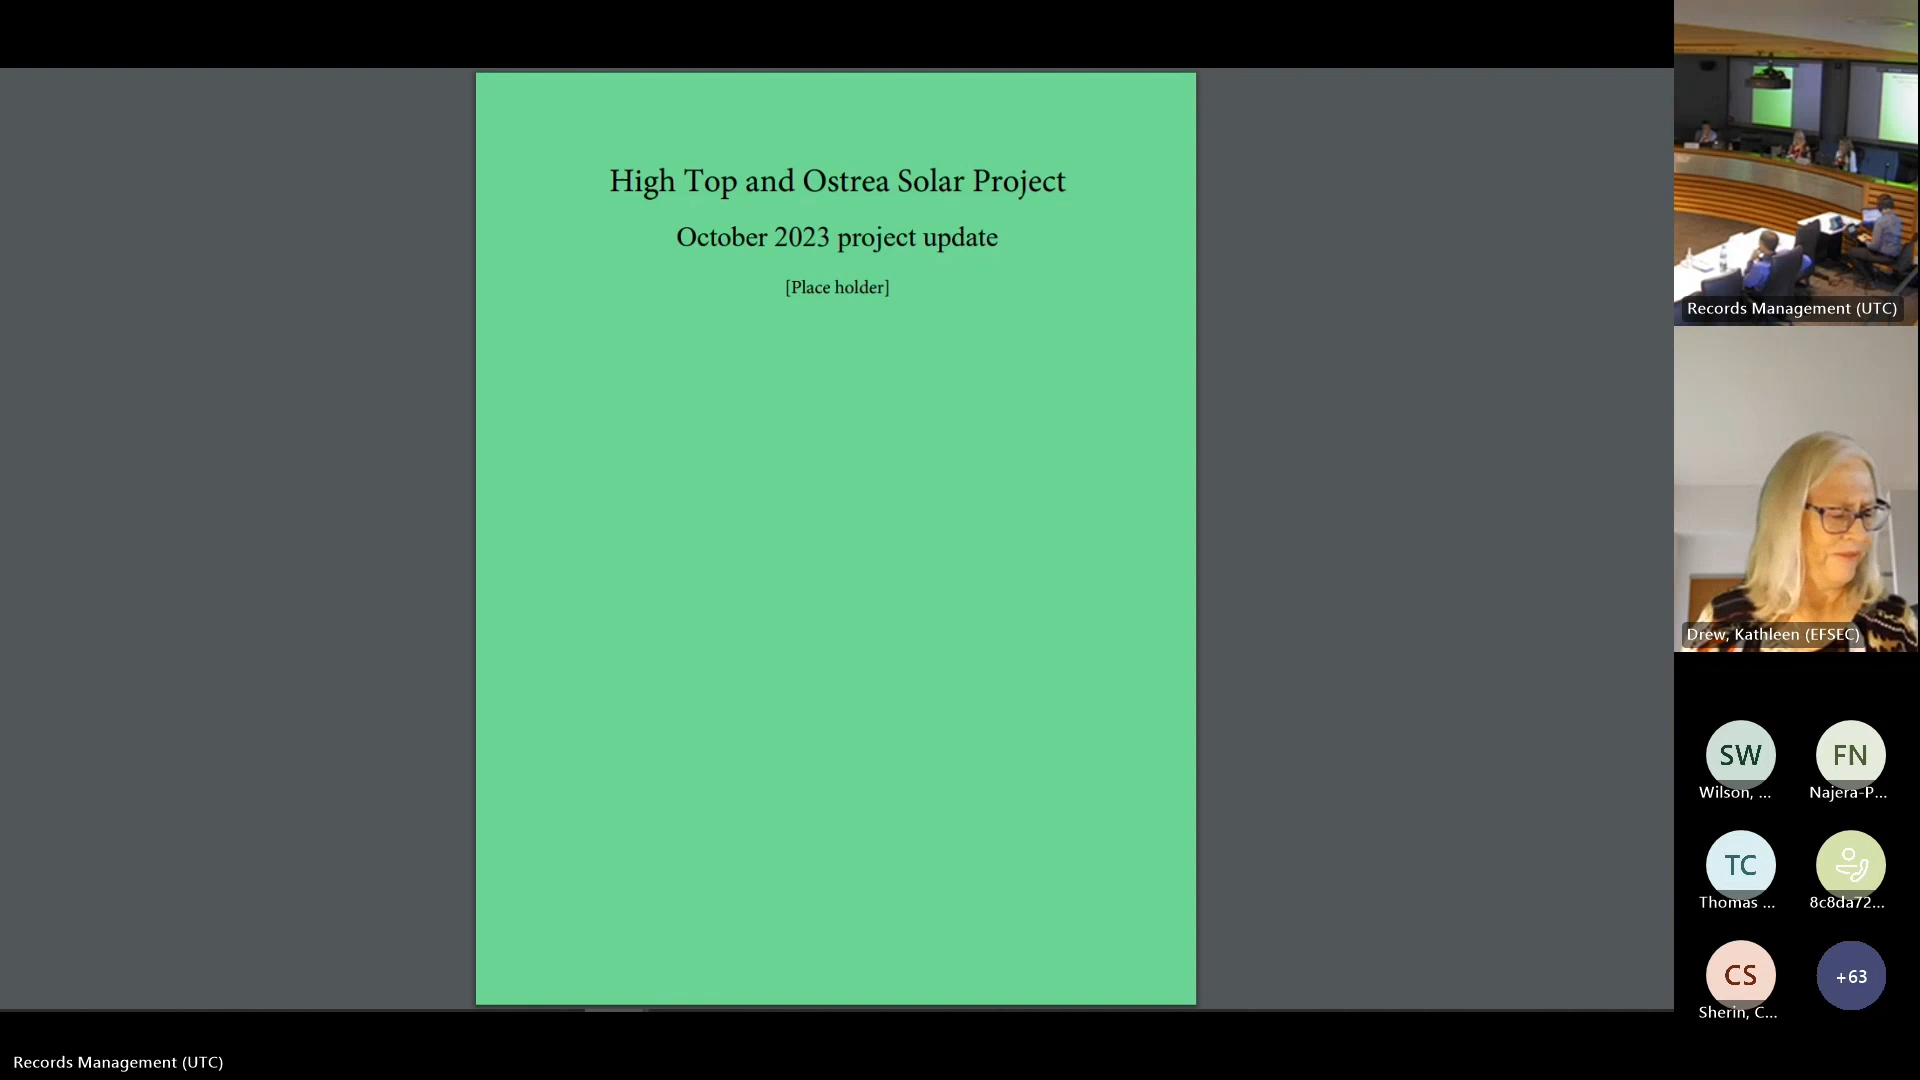 High Top and Ostrea Solar Project
October 2023 project update
[Place holder]
Records Management (UTC)
Drew, Kathleen (EFSEC)
SW
Wilson, ...
FN
Najera-P...
TC
Thomas ...
8c8da72...
CS
Sherin, C...
+63
Records Management (UTC)